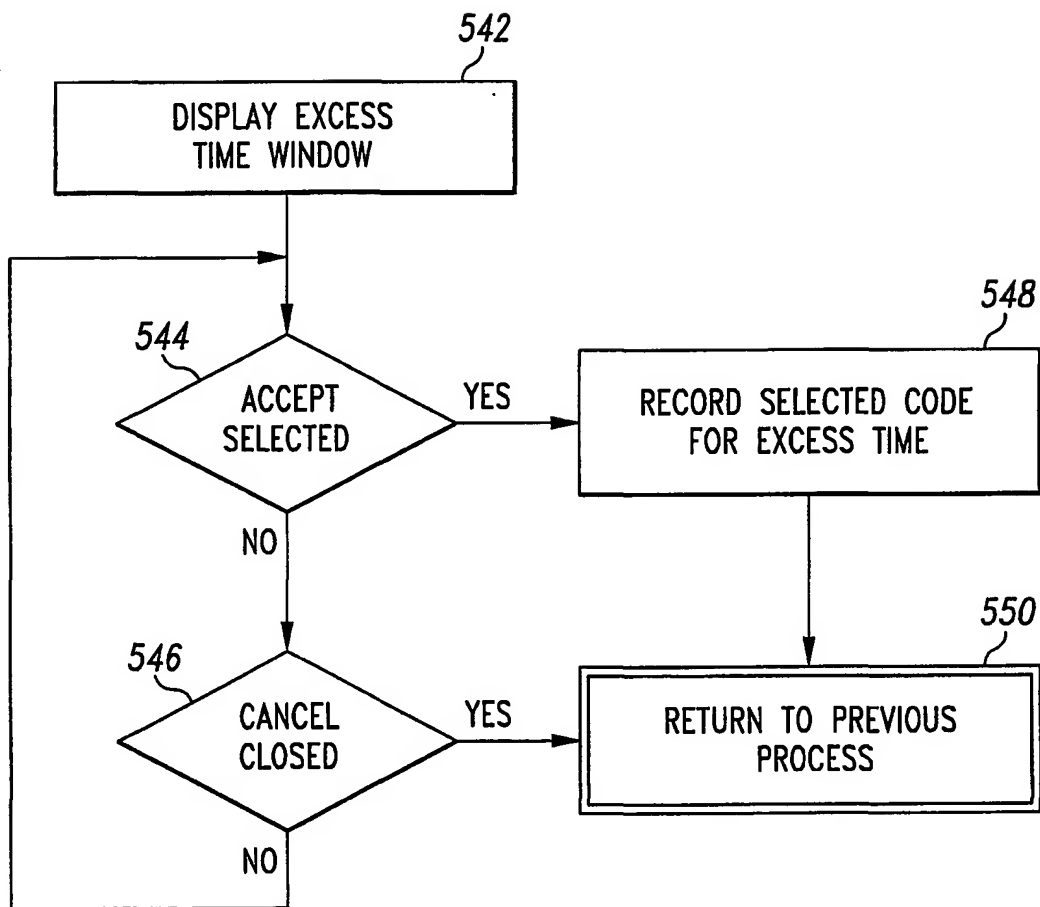 542
DISPLAY EXCESS
TIME WINDOW
544
ACCEPT
SELECTED
YES
548
RECORD SELECTED CODE
FOR EXCESS TIME
NO
546
CANCEL
CLOSED
YES
550
RETURN TO PREVIOUS
PROCESS
NO